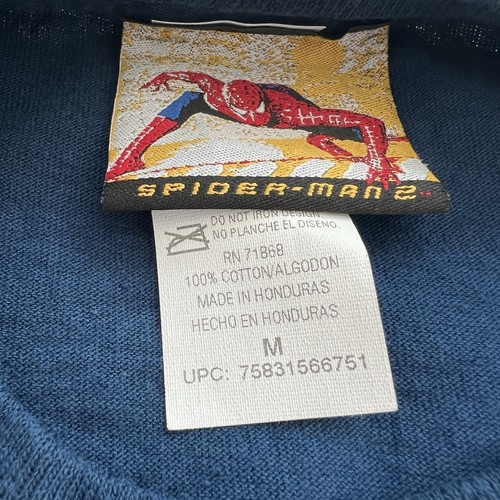 SPIDER-MAN 2
DO NOT IRON DESIGN
NO PLANCHE EL DISENO.
RN 71868
100% COTTON/ALGODON
MADE IN HONDURAS
HECHO EN HONDURAS
M
UPC: 75831566751